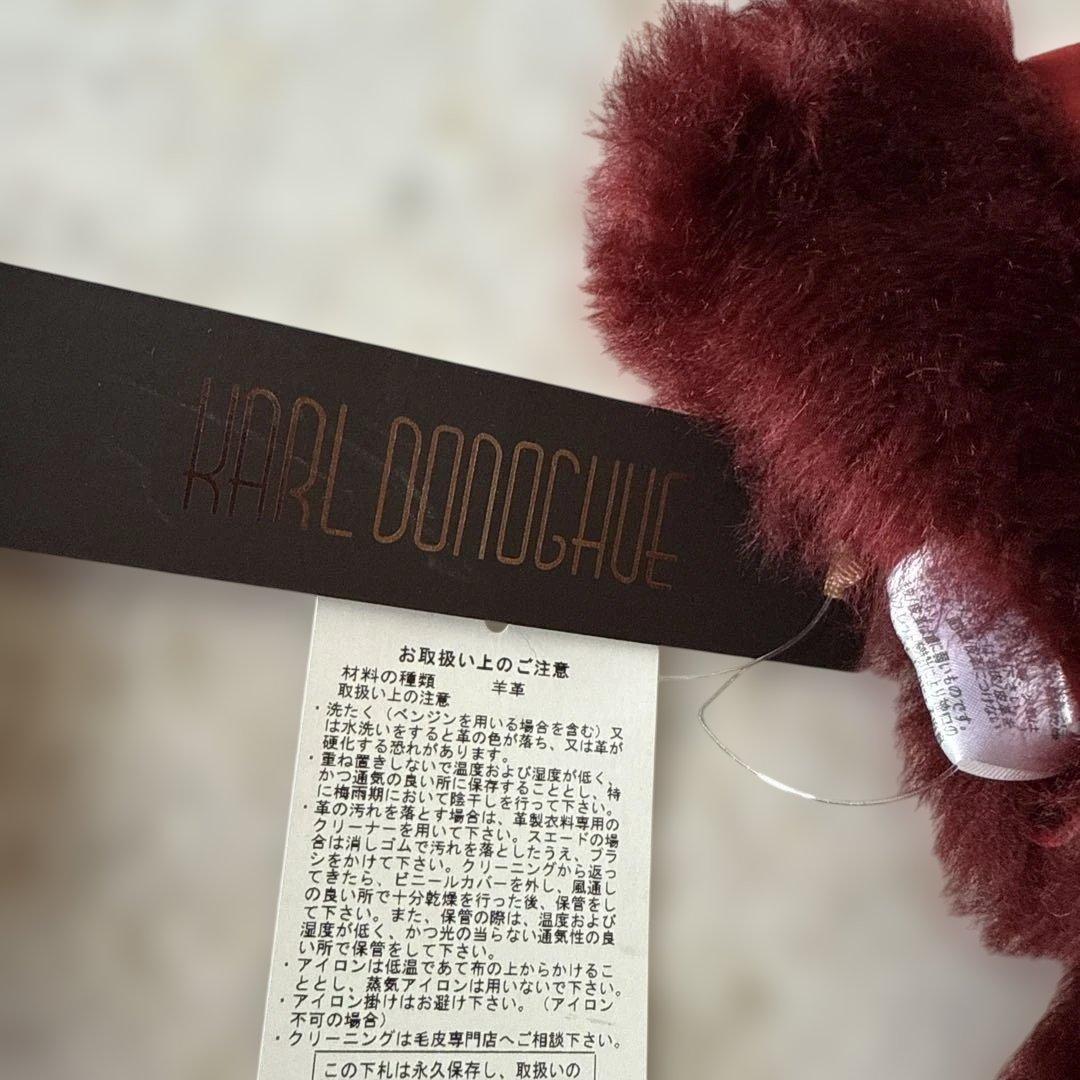 KARL DONOGHUE
お取扱い上のご注意
材料の種類 羊革
取扱い上の注意
・洗たく（ベンジンを用いる場合を含む）又
は水洗いをすると革の色が落ち、又は革が
硬化する恐れがあります。
・重ね置きしないで温度および湿度が低く、
かつ通気の良い所に保存することとし、特
に梅雨期において陰干しを行って下さい。
・革の汚れを落とす場合は、革製衣料専用の
クリーナーを用いて下さい。スエードの場
合は消しゴムで汚れを落としたうえ、ブラ
シをかけて下さい。クリーニングから返っ
てきたら、ビニールカバーを外し、風通し
の良い所で十分乾燥を行った後、保管をし
て下さい。また、保管の際は、温度および
湿度が低く、かつ光の当らない通気性の良
い所で保管をして下さい。
・アイロンは低温であて布の上からかけるこ
ととし、蒸気アイロンは用いないで下さい。
・アイロン掛けはお避け下さい。（アイロン
不可の場合）
・クリーニングは毛皮専門店へご相談下さい。
この下札は永久保存し、取扱いの